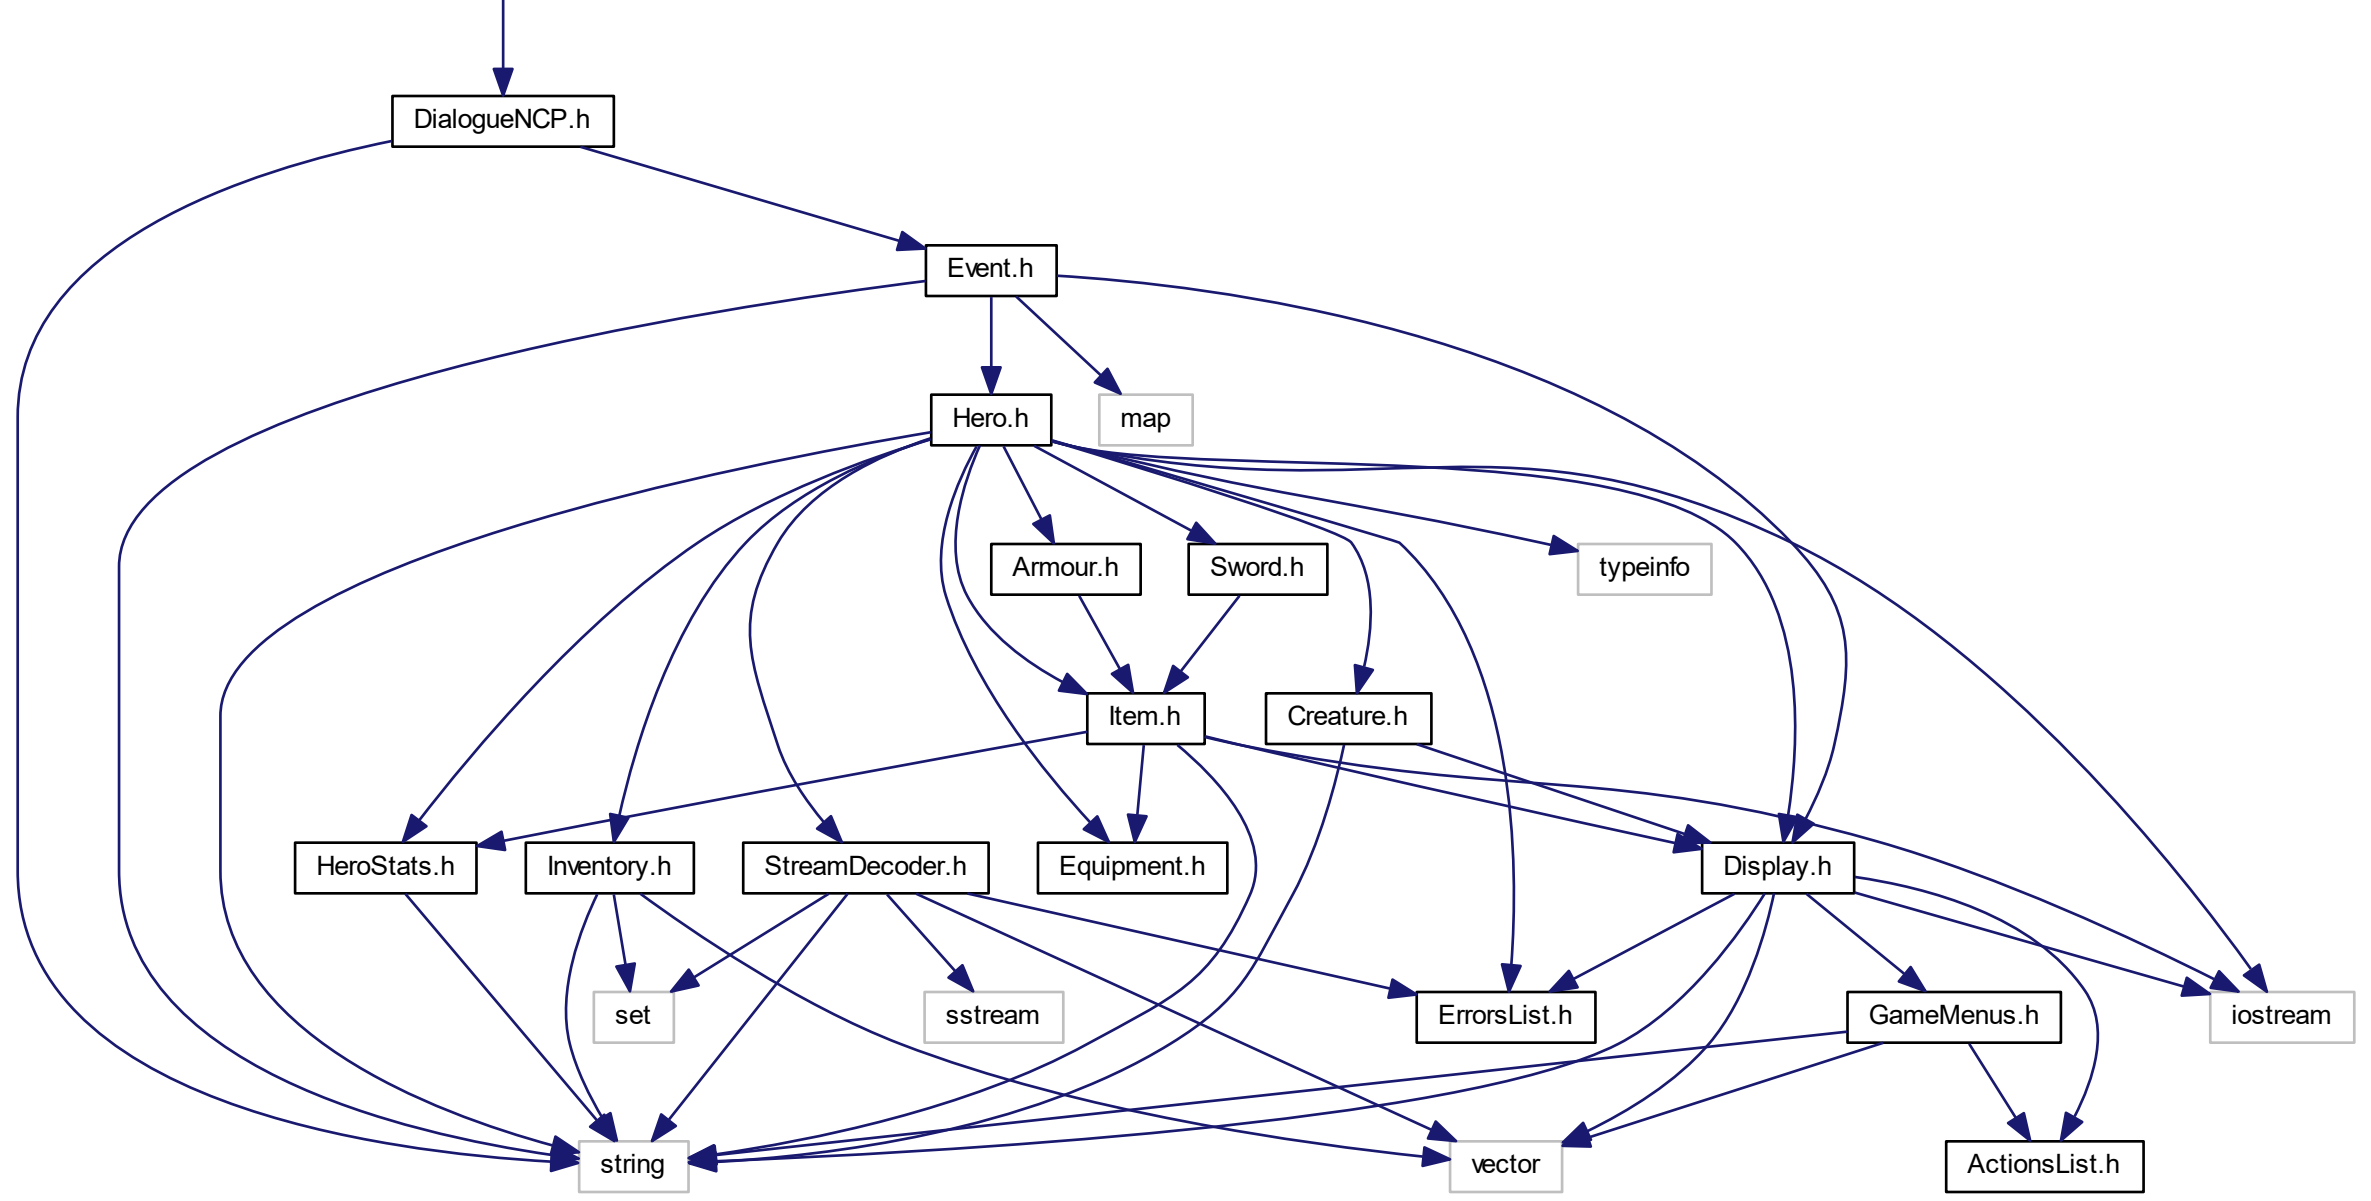 DialogueNCP.h
Event.h
Hero.h
map
Armour.h
Sword.h
typeinfo
Item.h
Creature.h
HeroStats.h
Inventory.h
StreamDecoder.h
Equipment.h
Display.h
set
sstream
ErrorsList.h
GameMenus.h
iostream
string
vector
ActionsList.h